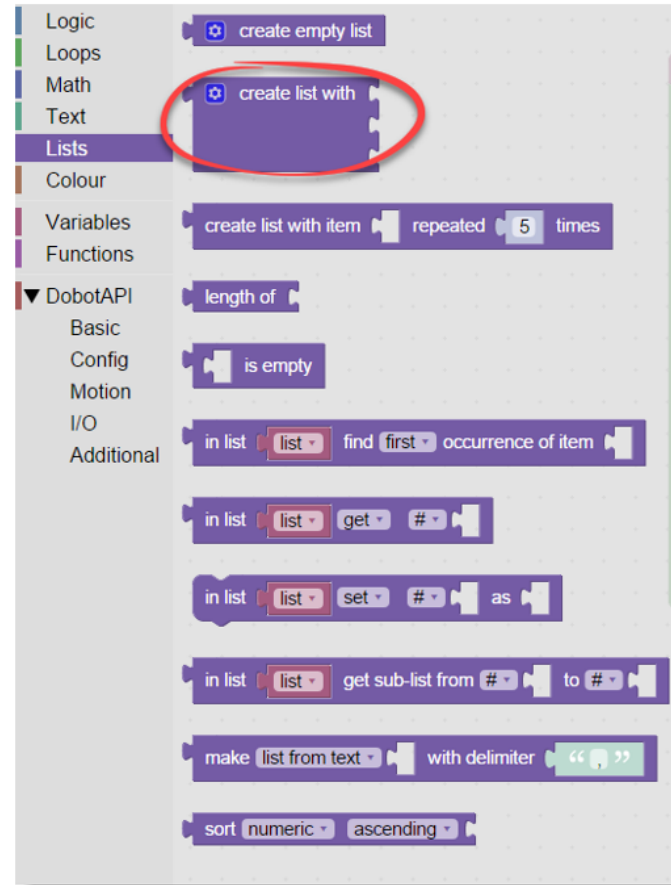 Logic
Loops
Math
Text
Lists
Colour
Variables
Functions
DobotAPI
Basic
Config
Motion
I/O
Additional
create empty list
create list with
create list with item repeated 5 times
length of
is empty
in list list find first occurrence of item
in list list get #
in list list set # as
in list list get sub-list from # to #
make list from text with delimiter “ , ”
sort numeric ascending